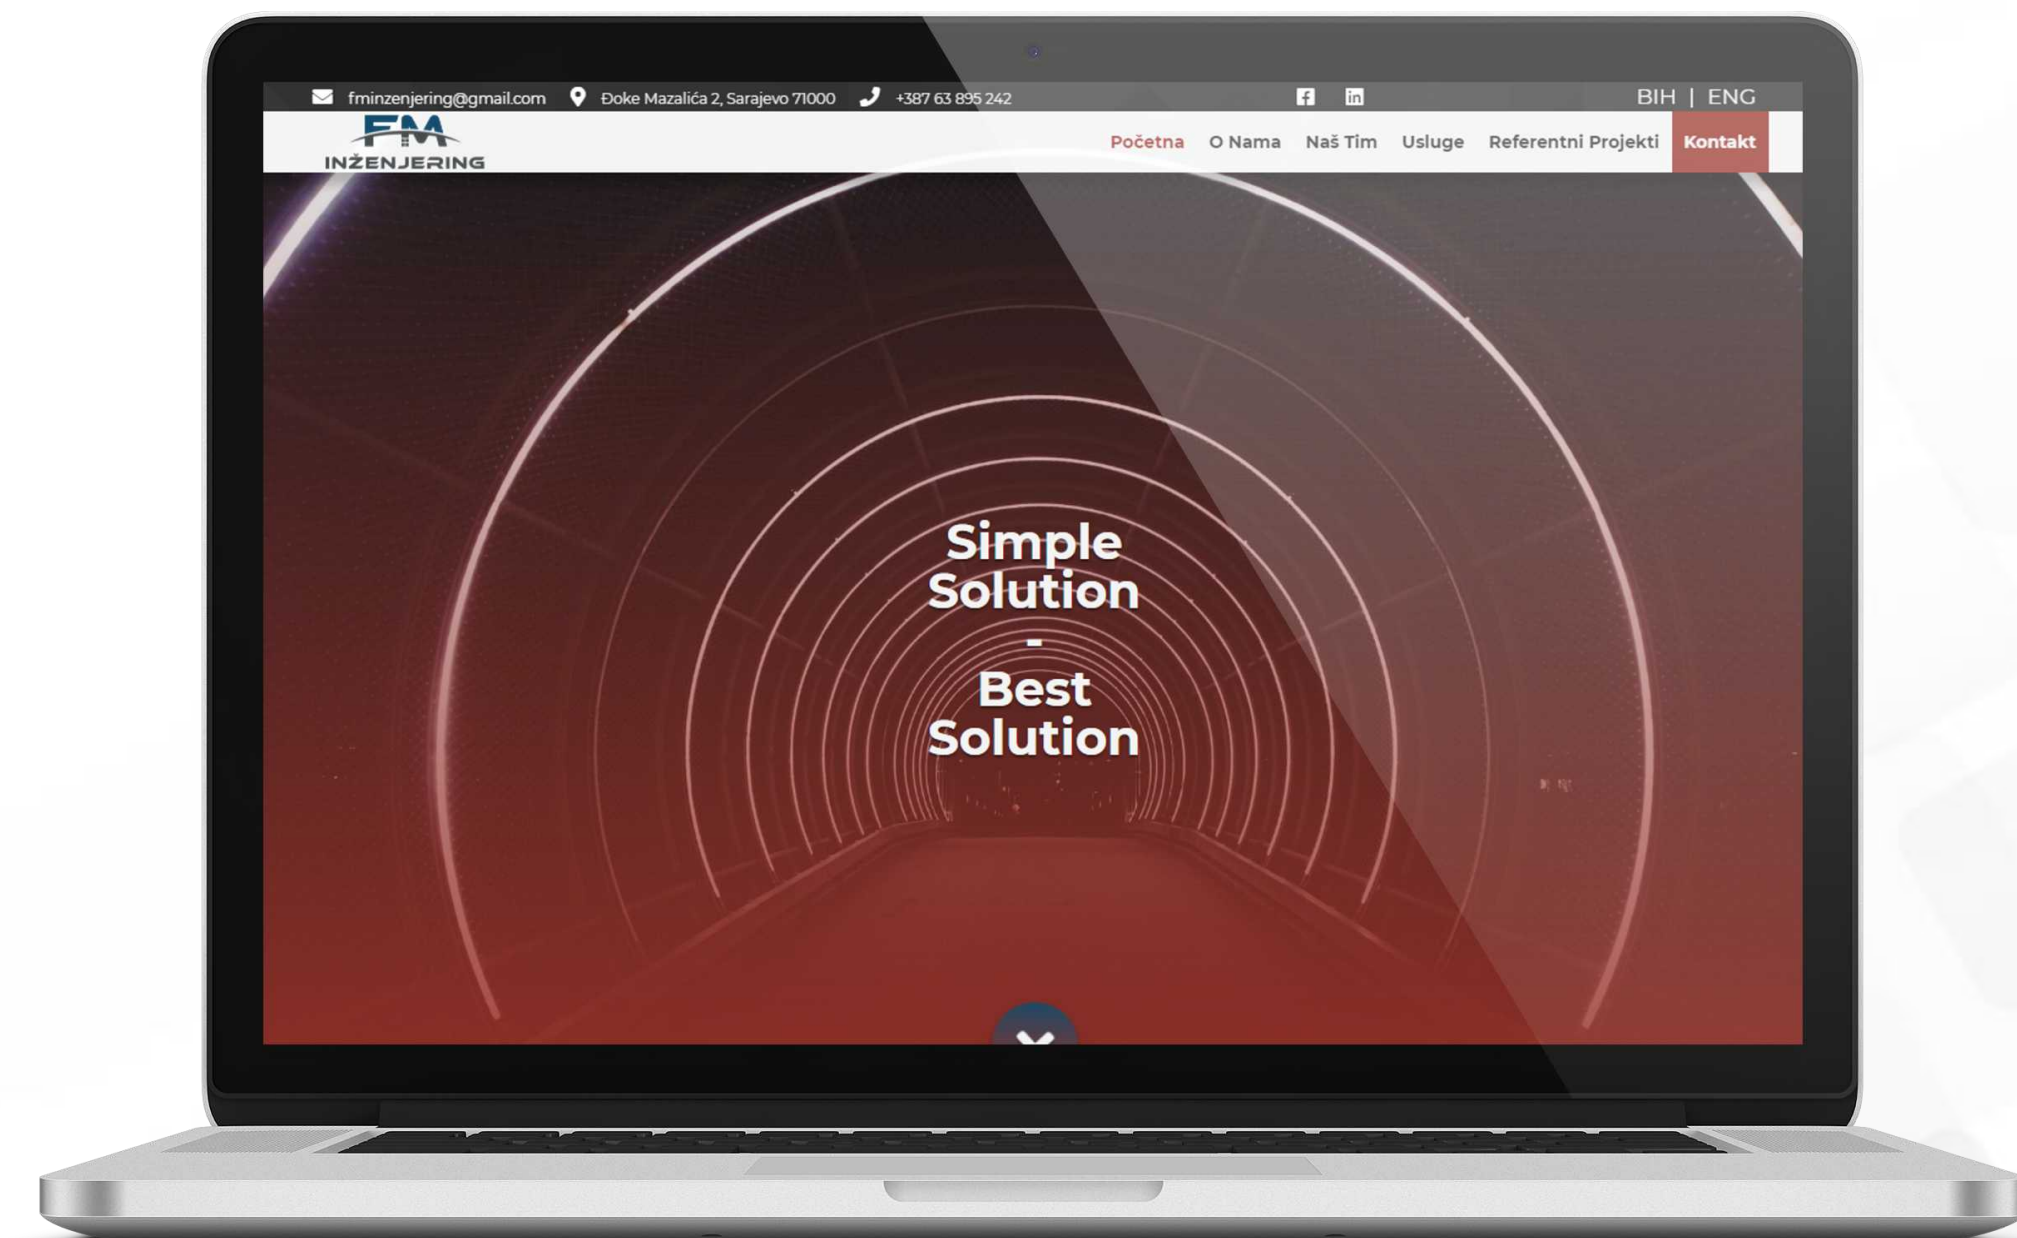 fminzenjering@gmail.com Đoke Mazalića 2, Sarajevo 71000 +387 63 895 242 BIH | ENG
FM
INŽENJERING
Početna O Nama Naš Tim Usluge Referentni Projekti Kontakt
Simple
Solution
-
Best
Solution